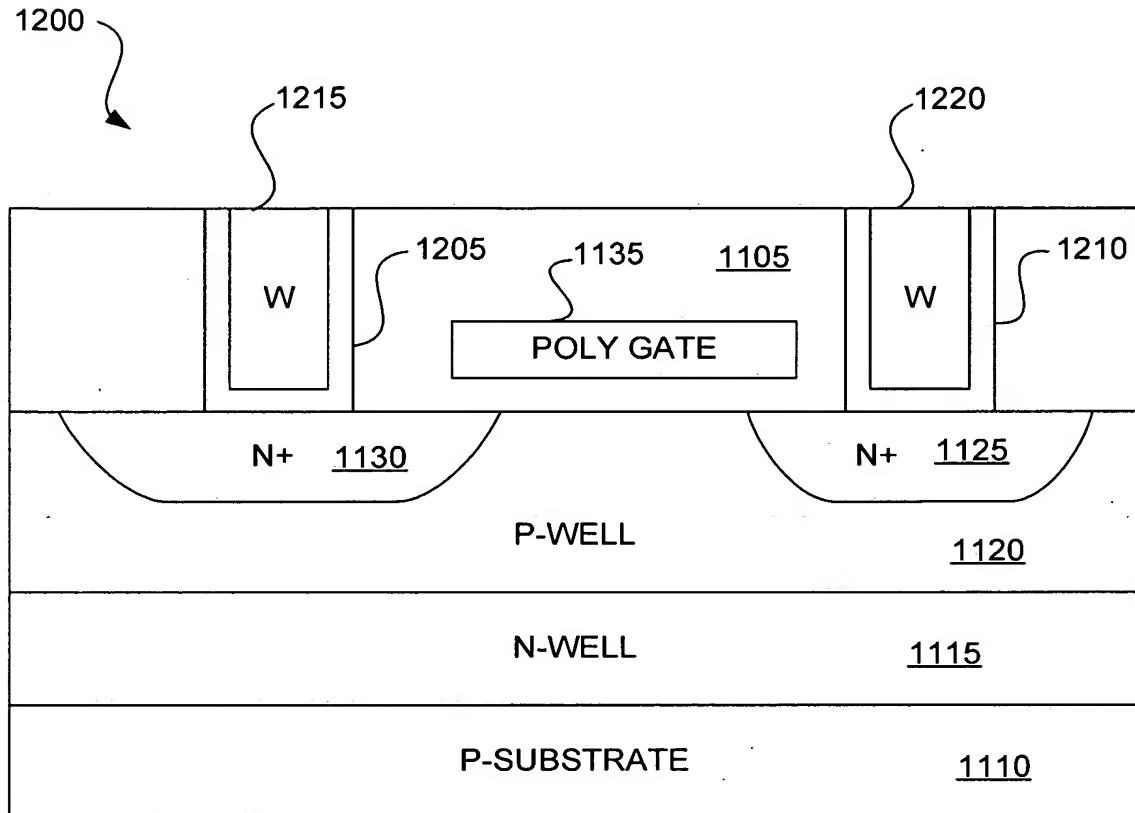 1200
1215
1220
1205
1135
1105
1210
W
W
POLY GATE
N+ 1130
N+ 1125
P-WELL
1120
N-WELL
1115
P-SUBSTRATE
1110